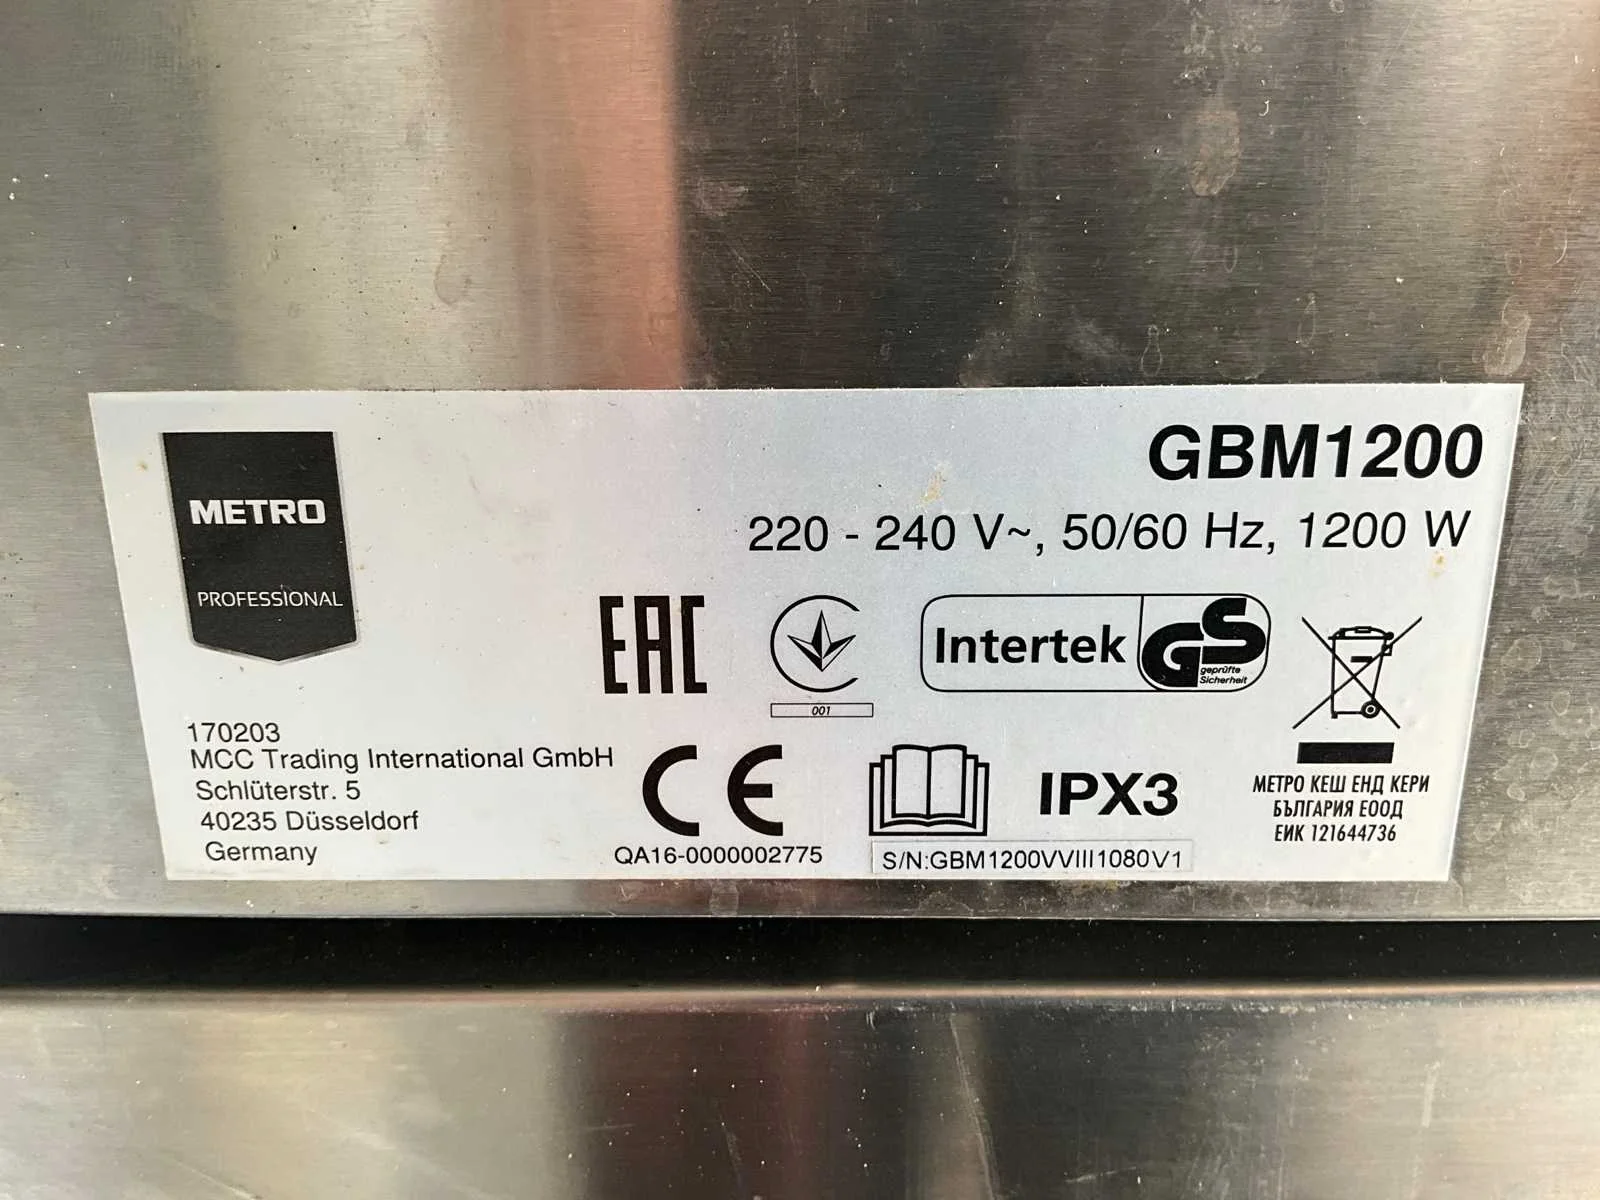 METRO
PROFESSIONAL
GBM1200
220 - 240 V~, 50/60 Hz, 1200 W
EAC
001
Intertek
GS
geprüfte
Sicherheit
170203
MCC Trading International GmbH
Schlüterstr. 5
40235 Düsseldorf
Germany
CE
QA16-0000002775
IPX3
S/N:GBM1200VVIII1080V1
МЕТРО КЕШ ЕНД КЕРИ
БЪЛГАРИЯ ЕООД
ЕИК 121644736